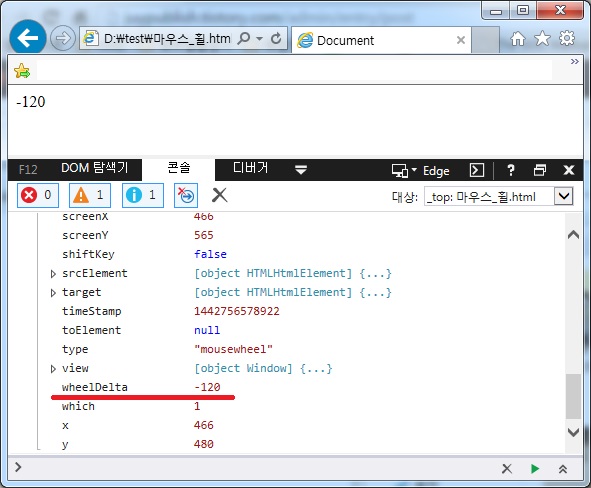 D:₩test₩마우스_휠.html
Document
-120
F12 DOM 탐색기 콘솔 디버거 Edge ?
0 1 1 대상: _top: 마우스_휠.html
screenX 466
screenY 565
shiftKey false
srcElement [object HTMLHtmlElement] {...}
target [object HTMLHtmlElement] {...}
timeStamp 1442756578922
toElement null
type "mousewheel"
view [object Window] {...}
wheelDelta -120
which 1
x 466
y 480